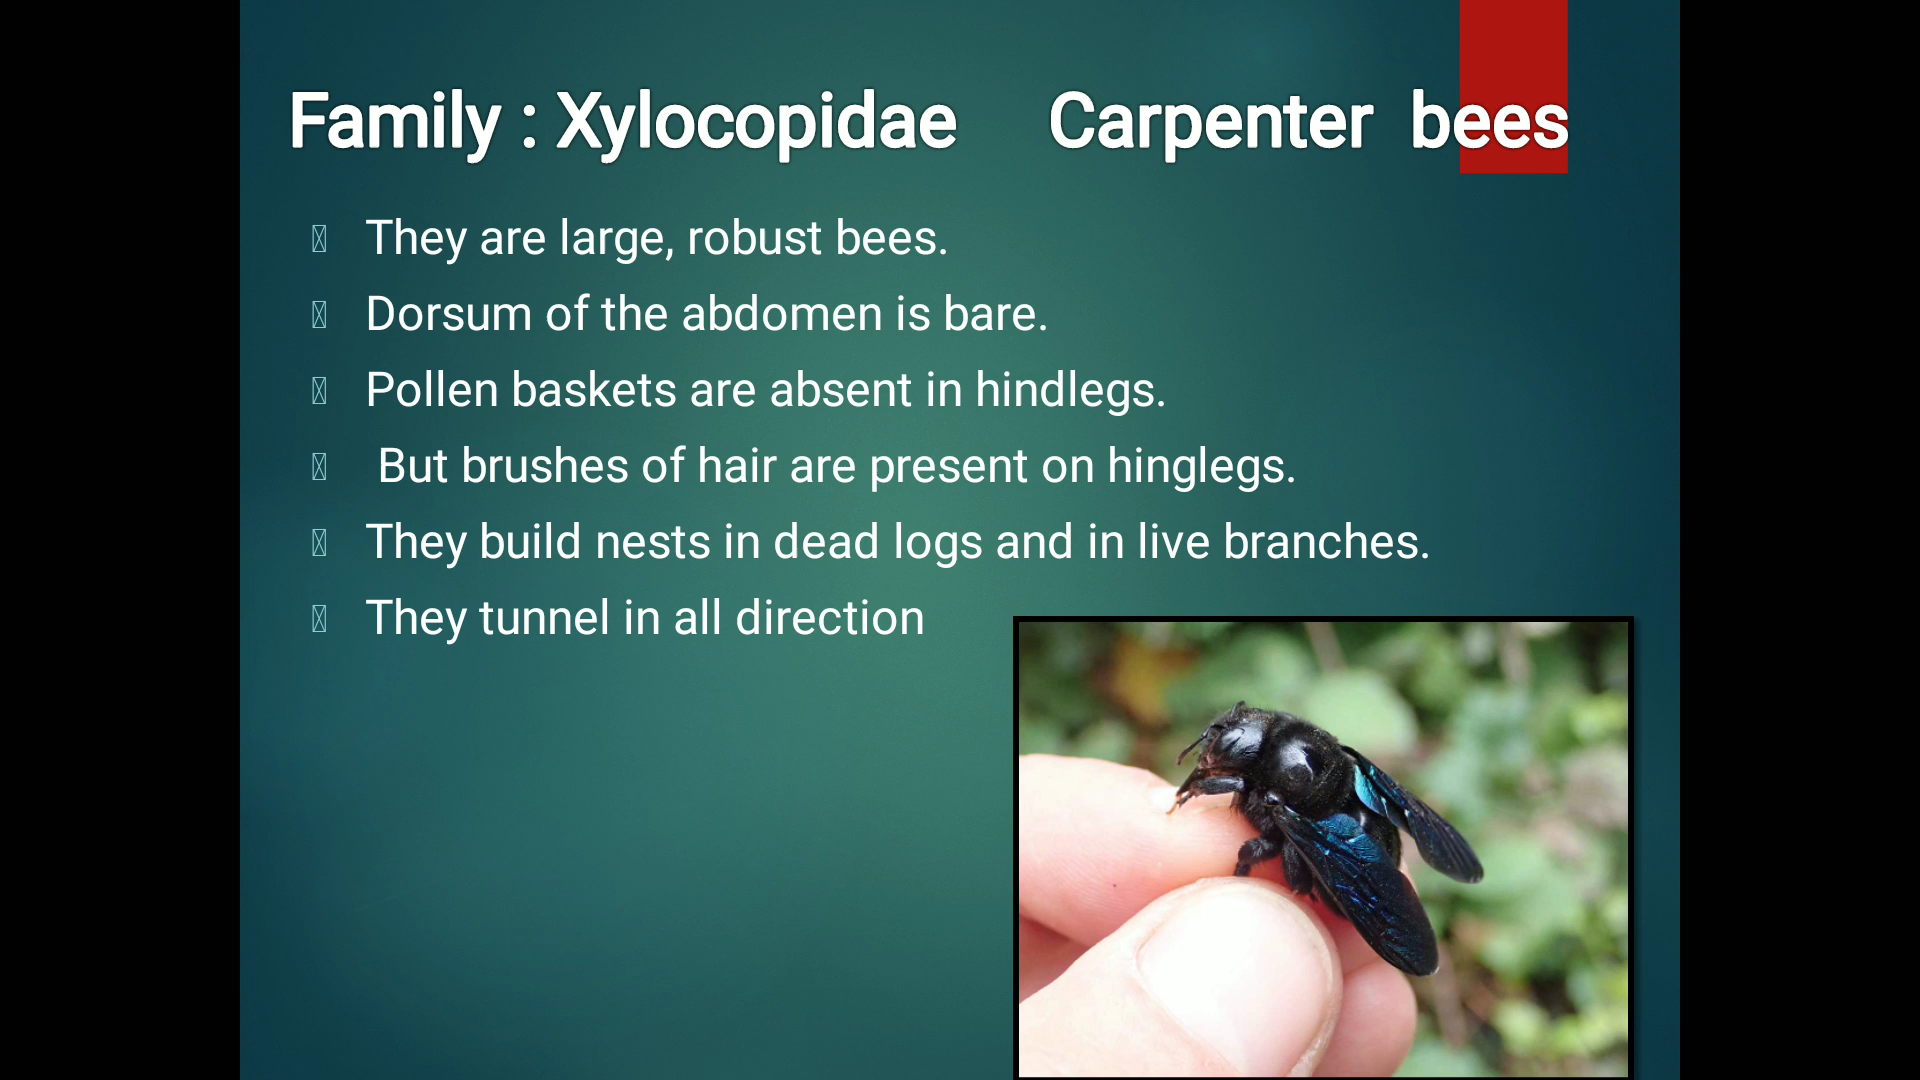 Family : Xylocopidae Carpenter bees
They are large, robust bees.
Dorsum of the abdomen is bare.
Pollen baskets are absent in hindlegs.
But brushes of hair are present on hinglegs.
They build nests in dead logs and in live branches.
They tunnel in all direction